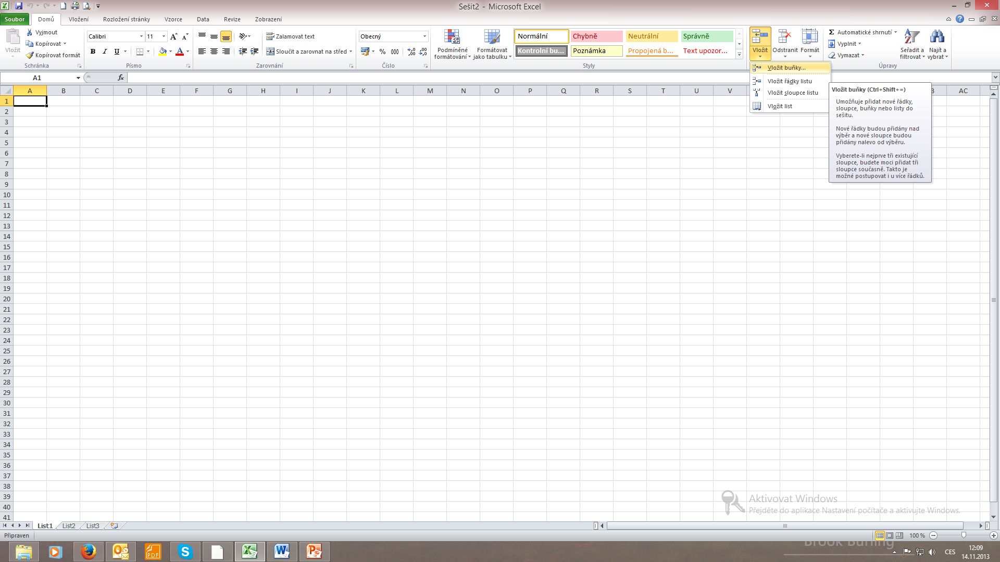 Sešit2 - Microsoft Excel
Soubor Domů Vložení Rozložení stránky Vzorce Data Revize Zobrazení
Vložit
Vyjmout
Kopírovat
Kopírovat formát
Schránka
Calibri 11
B I U
Písmo
Zalamovat text
Sloučit a zarovnat na střed
Zarovnání
Obecný
% 000 ,0 ,00 ,00 ,0
Číslo
Podmíněné formátování
Formátovat jako tabulku
Normální Chybně Neutrální Správně
Kontrolní bu... Poznámka Propojená b... Text upozor...
Styly
Vložit Odstranit Formát
Σ Automatické shrnutí
Vyplnit
Vymazat
Seřadit a filtrovat
Najít a vybrat
Úpravy
Vložit buňky...
Vložit řádky listu
Vložit sloupce listu
Vložit list
Vložit buňky (Ctrl+Shift+=)
Umožňuje přidat nové řádky,
sloupce, buňky nebo listy do
sešitu.
Nové řádky budou přidány nad
výběr a nové sloupce budou
přidány nalevo od výběru.
Vyberete-li nejprve tři existující
sloupce, budete moci přidat tři
sloupce současně. Takto je
možné postupovat i u více řádků.
A1 fx
A B C D E F G H I J K L M N O P Q R S T U V B AC
1
2
3
4
5
6
7
8
9
10
11
12
13
14
15
16
17
18
19
20
21
22
23
24
25
26
27
28
29
30
31
32
33
34
35
36
37
38
39
40
41
Aktivovat Windows
Přejděte do aplikace Nastavení počítače a aktivujte Windows.
List1 List2 List3
Připraven
100 %
PDF
CES
12:09
14.11.2013